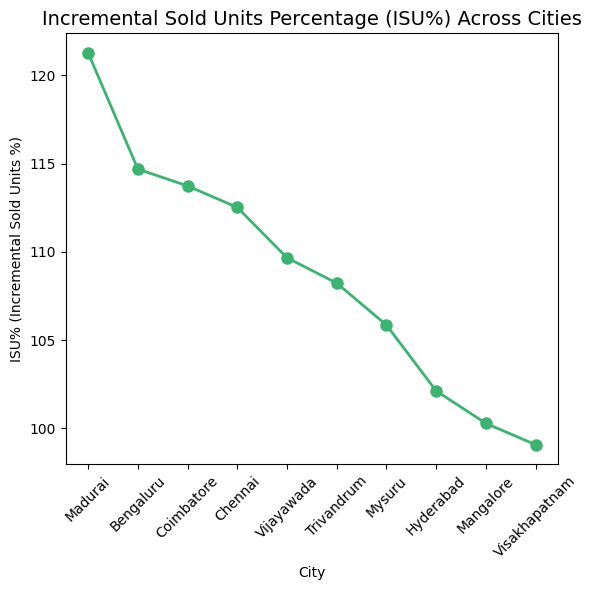 Incremental Sold Units Percentage (ISU%) Across Cities
ISU% (Incremental Sold Units %)
120
115
110
105
100
Madurai
Bengaluru
Coimbatore
Chennai
Vijayawada
Trivandrum
Mysuru
Hyderabad
Mangalore
Visakhapatnam
City